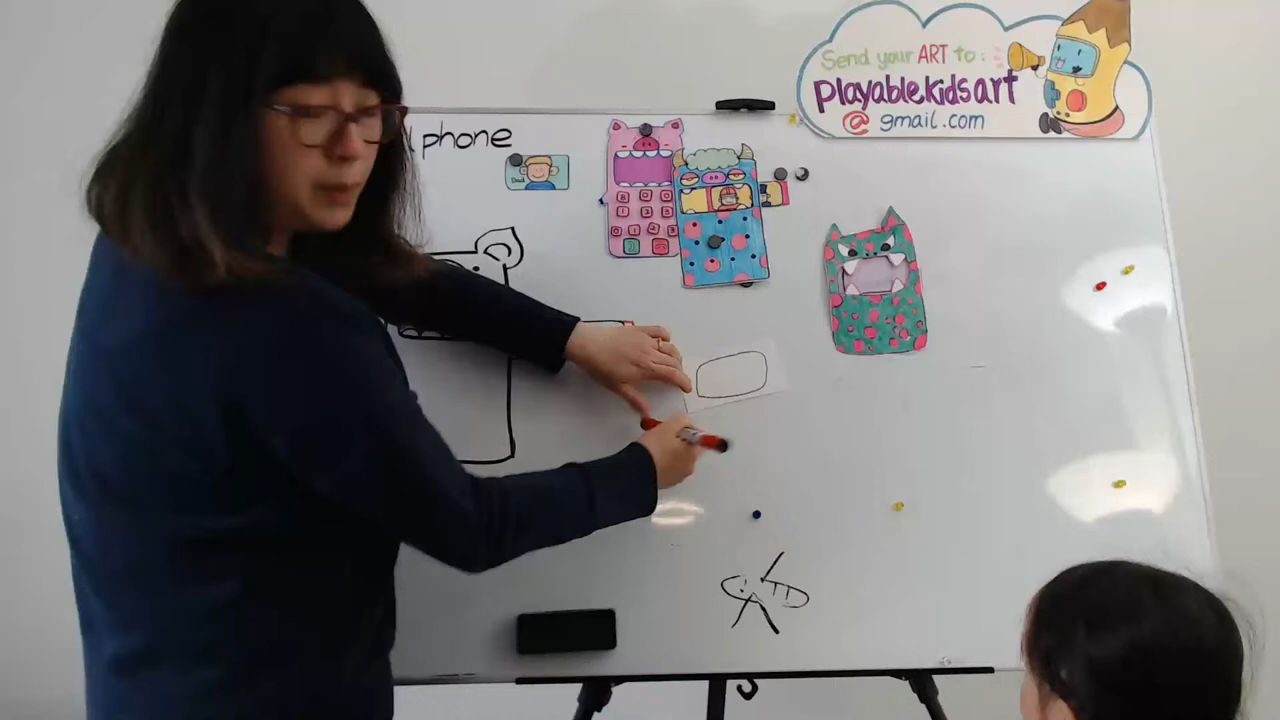 Send your ART to:
playablekidsart
@gmail.com
phone
Dad